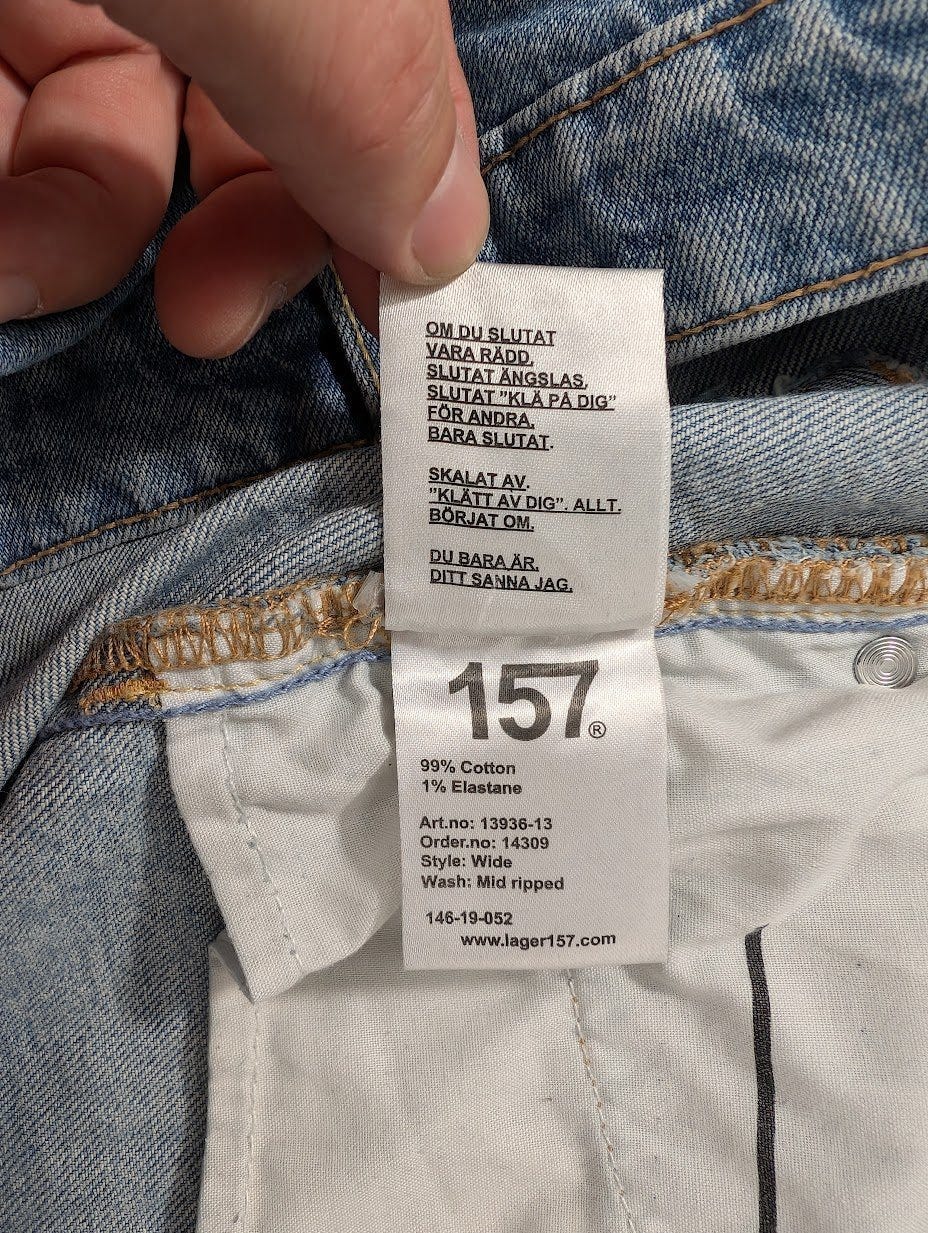 OM DU SLUTAT
VARA RÄDD,
SLUTAT ÄNGSLAS,
SLUTAT ”KLÄ PÅ DIG”
FÖR ANDRA,
BARA SLUTAT.
SKALAT AV.
”KLÄTT AV DIG”. ALLT.
BÖRJAT OM.
DU BARA ÄR.
DITT SANNA JAG.
157®
99% Cotton
1% Elastane
Art.no: 13936-13
Order.no: 14309
Style: Wide
Wash: Mid ripped
146-19-052
www.lager157.com